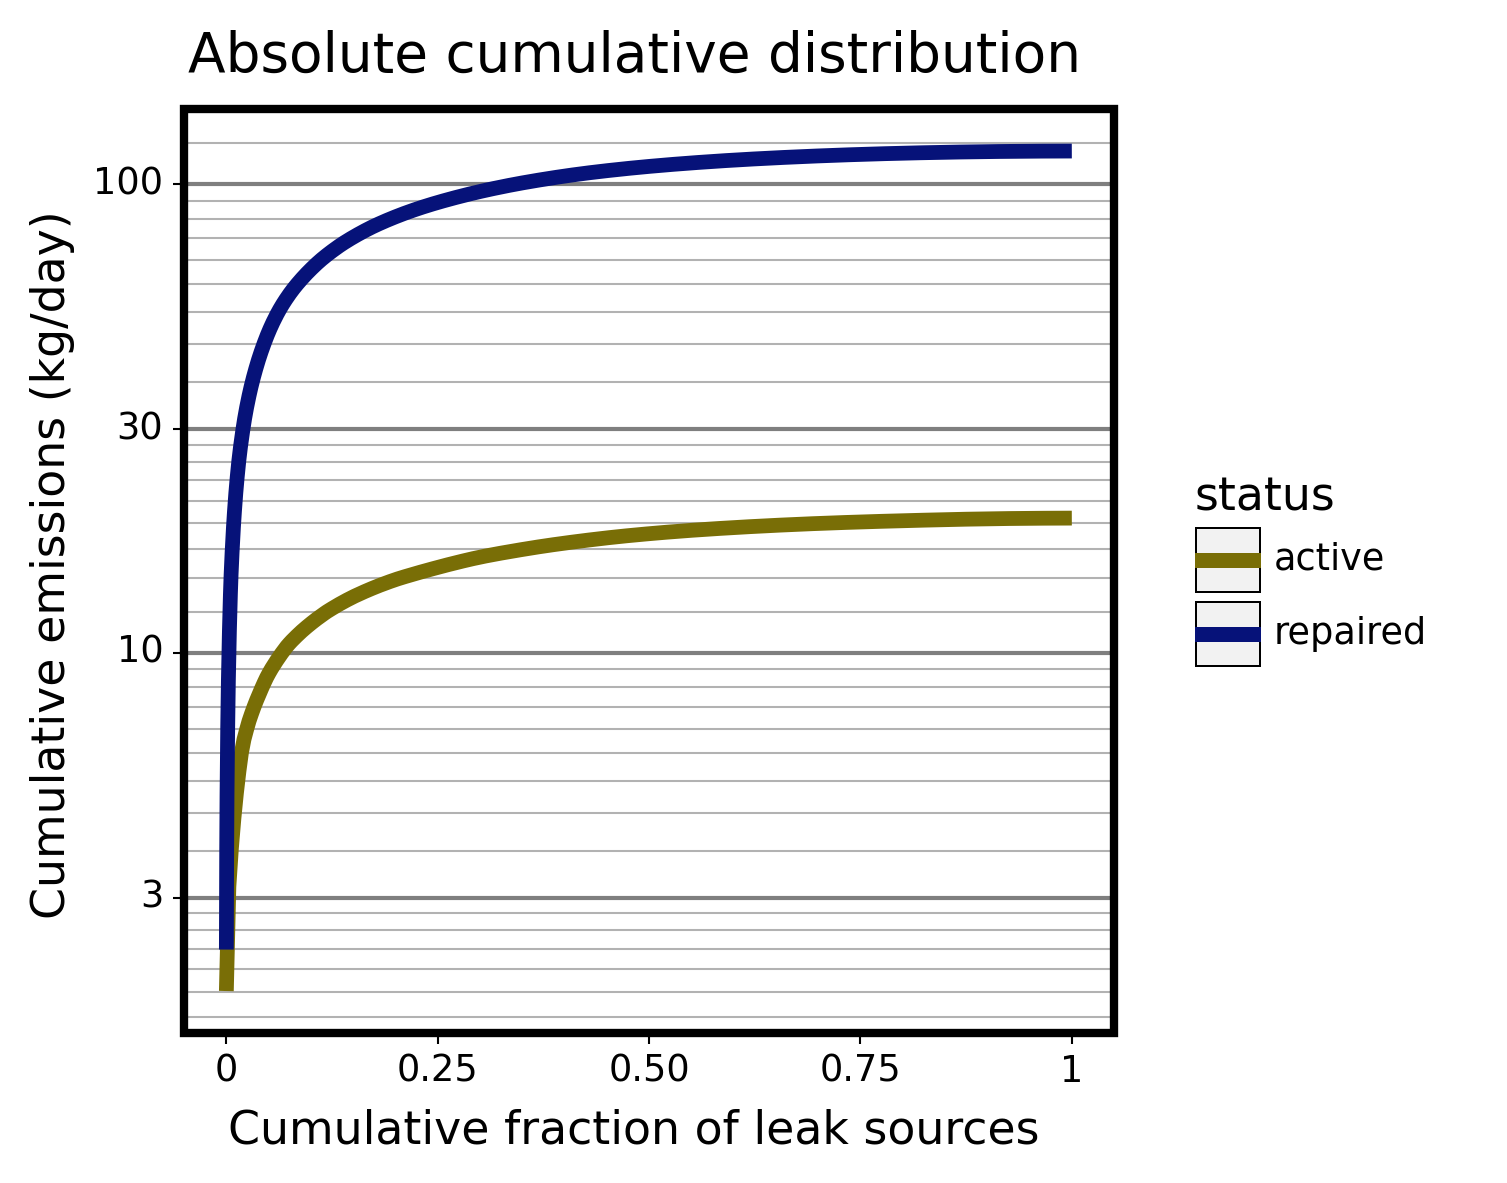 Absolute cumulative distribution
Cumulative emissions (kg/day)
100
30
10
3
0
0.25
0.50
0.75
1
Cumulative fraction of leak sources
status
active
repaired